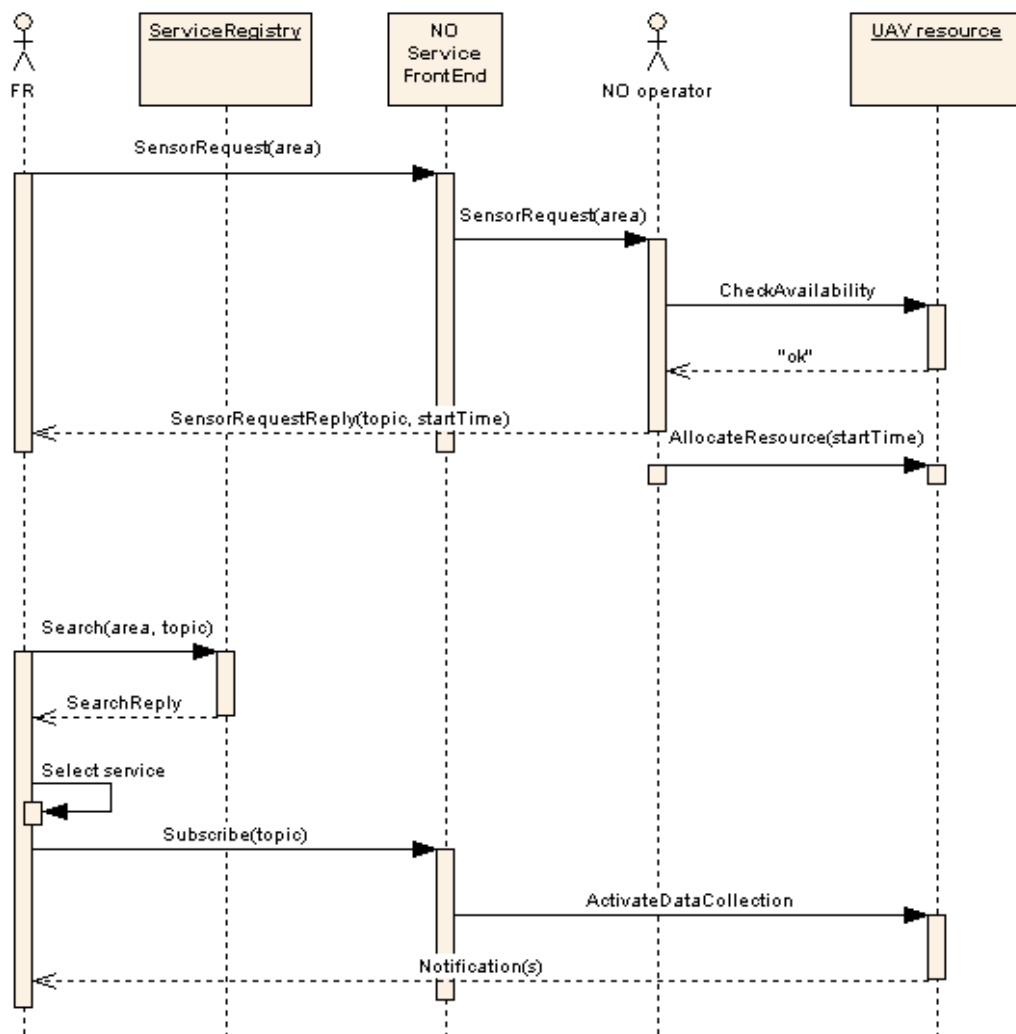 FR
ServiceRegistry
NO
Service
FrontEnd
NO operator
UAV resource
SensorRequest(area)
SensorRequest(area)
CheckAvailability
"ok"
SensorRequestReply(topic, startTime)
AllocateResource(startTime)
Search(area, topic)
SearchReply
Select service
Subscribe(topic)
ActivateDataCollection
Notification(s)